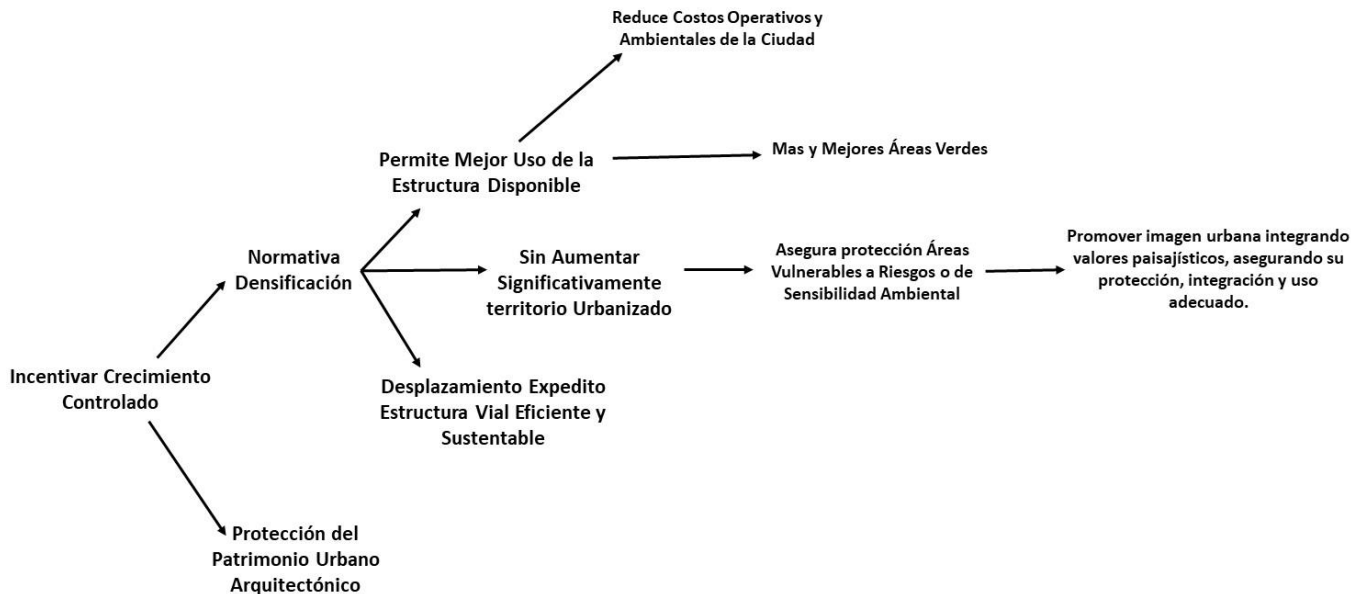 Reduce Costos Operativos y
Ambientales de la Ciudad
Permite Mejor Uso de la
Estructura Disponible
Mas y Mejores Áreas Verdes
Normativa
Densificación
Sin Aumentar
Significativamente
territorio Urbanizado
Asegura protección Áreas
Vulnerables a Riesgos o de
Sensibilidad Ambiental
Promover imagen urbana integrando
valores paisajísticos, asegurando su
protección, integración y uso
adecuado.
Incentivar Crecimiento
Controlado
Desplazamiento Expedito
Estructura Vial Eficiente y
Sustentable
Protección del
Patrimonio Urbano
Arquitectónico